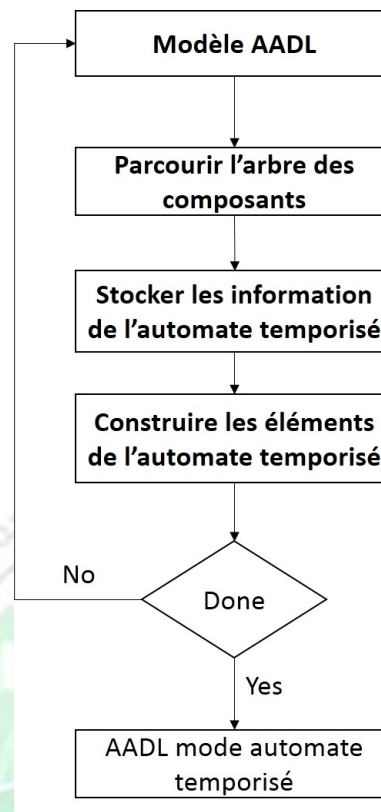 Modèle AADL
Parcourir l'arbre des
composants
Stocker les information
de l'automate temporisé
Construire les éléments
de l'automate temporisé
No
Done
Yes
AADL mode automate
temporisé